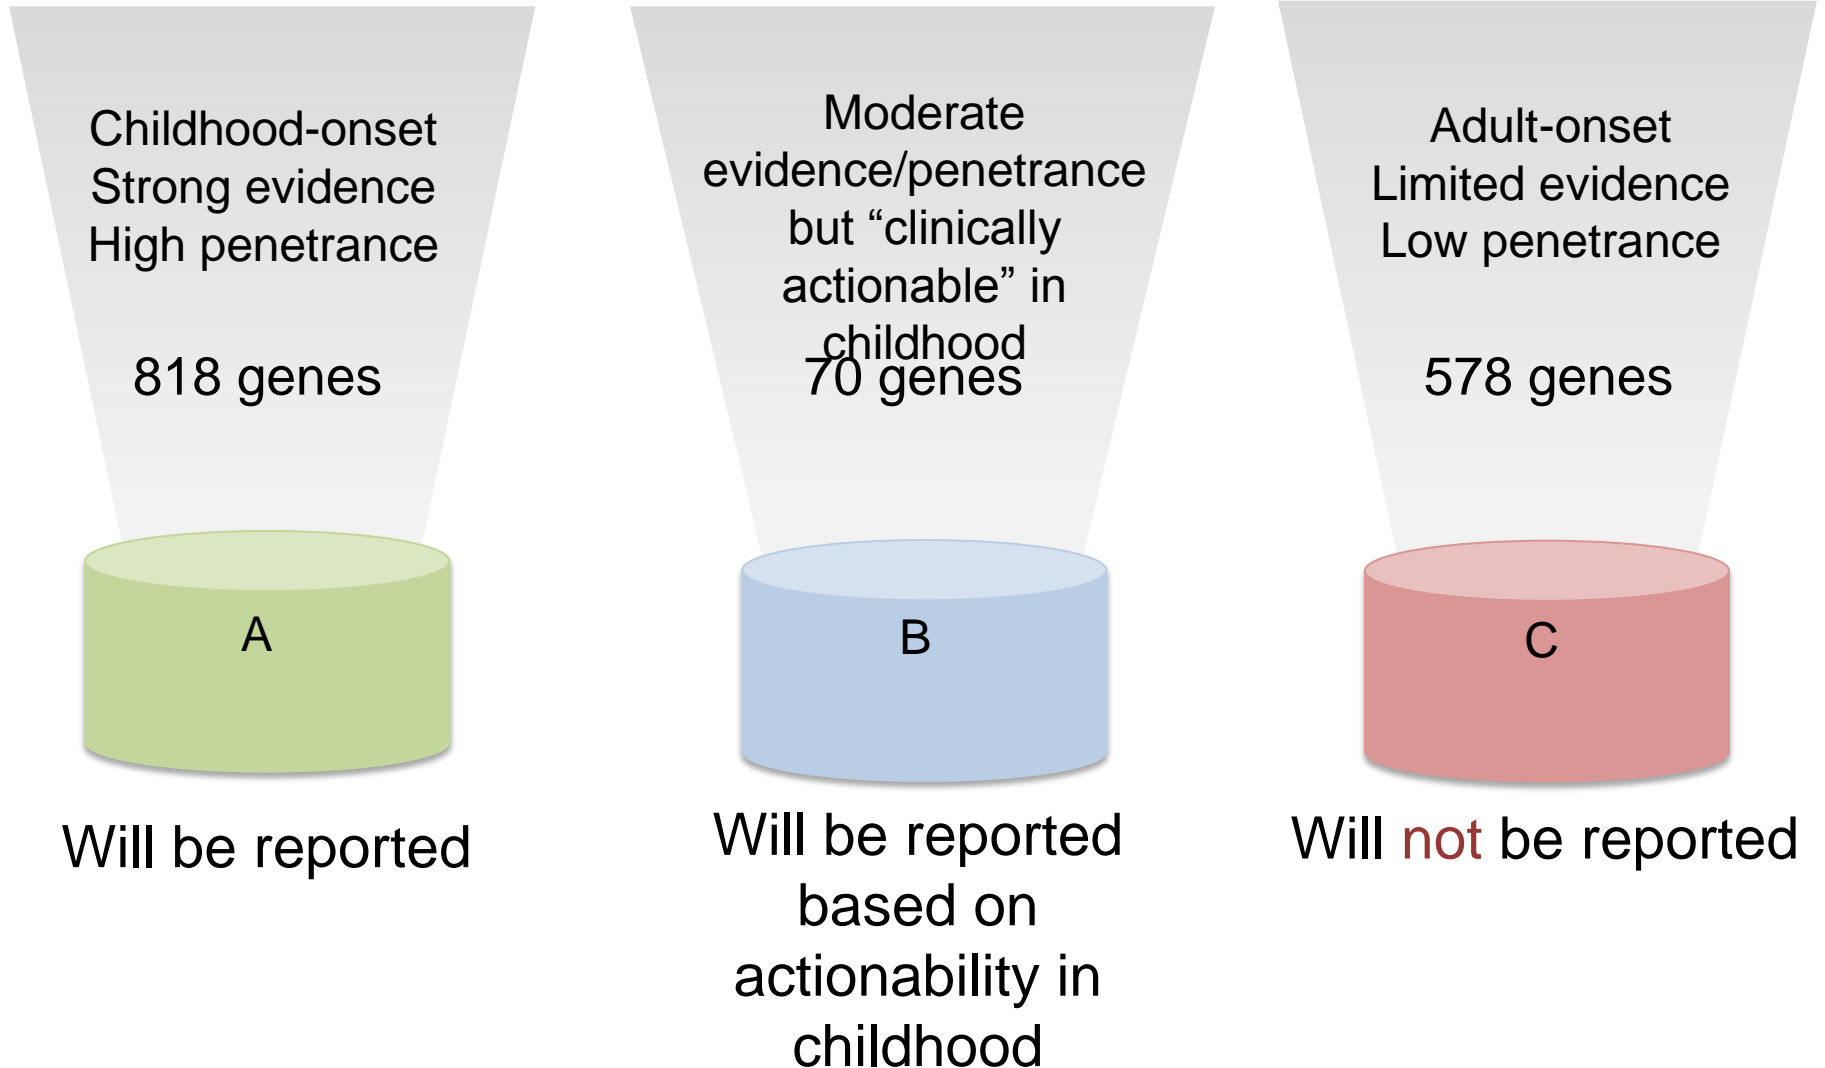 Childhood-onset
Strong evidence
High penetrance
818 genes
A
Will be reported
Moderate
evidence/penetrance
but “clinically
actionable” in
childhood
70 genes
B
Will be reported
based on
actionability in
childhood
Adult-onset
Limited evidence
Low penetrance
578 genes
C
Will not be reported